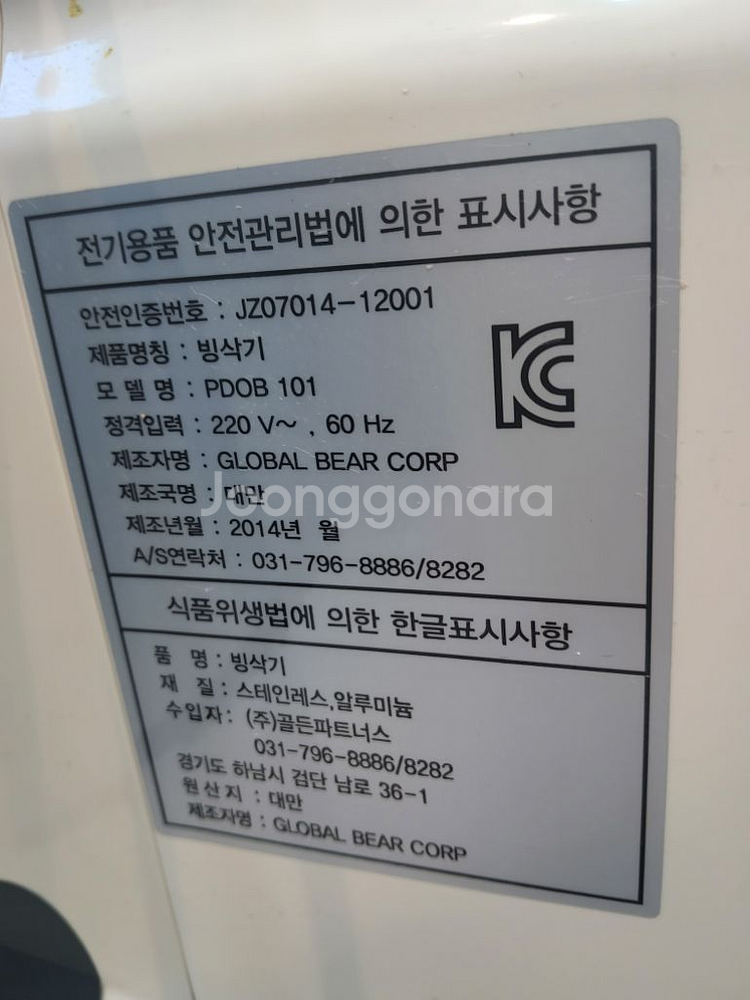 전기용품 안전관리법에 의한 표시사항
안전인증번호 : JZ07014-12001
제품명칭 : 빙삭기
모 델 명 : PDOB 101
정격입력 : 220 V~ , 60 Hz
제조자명 : GLOBAL BEAR CORP
제조국명 : 대만
제조년월 : 2014년 월
A/S연락처 : 031-796-8886/8282
KC
Juonggonara
식품위생법에 의한 한글표시사항
품 명 : 빙삭기
재 질 : 스테인레스,알루미늄
수입자 : (주)골든파트너스
031-796-8886/8282
경기도 하남시 검단 남로 36-1
원 산 지 : 대만
제조자명 : GLOBAL BEAR CORP